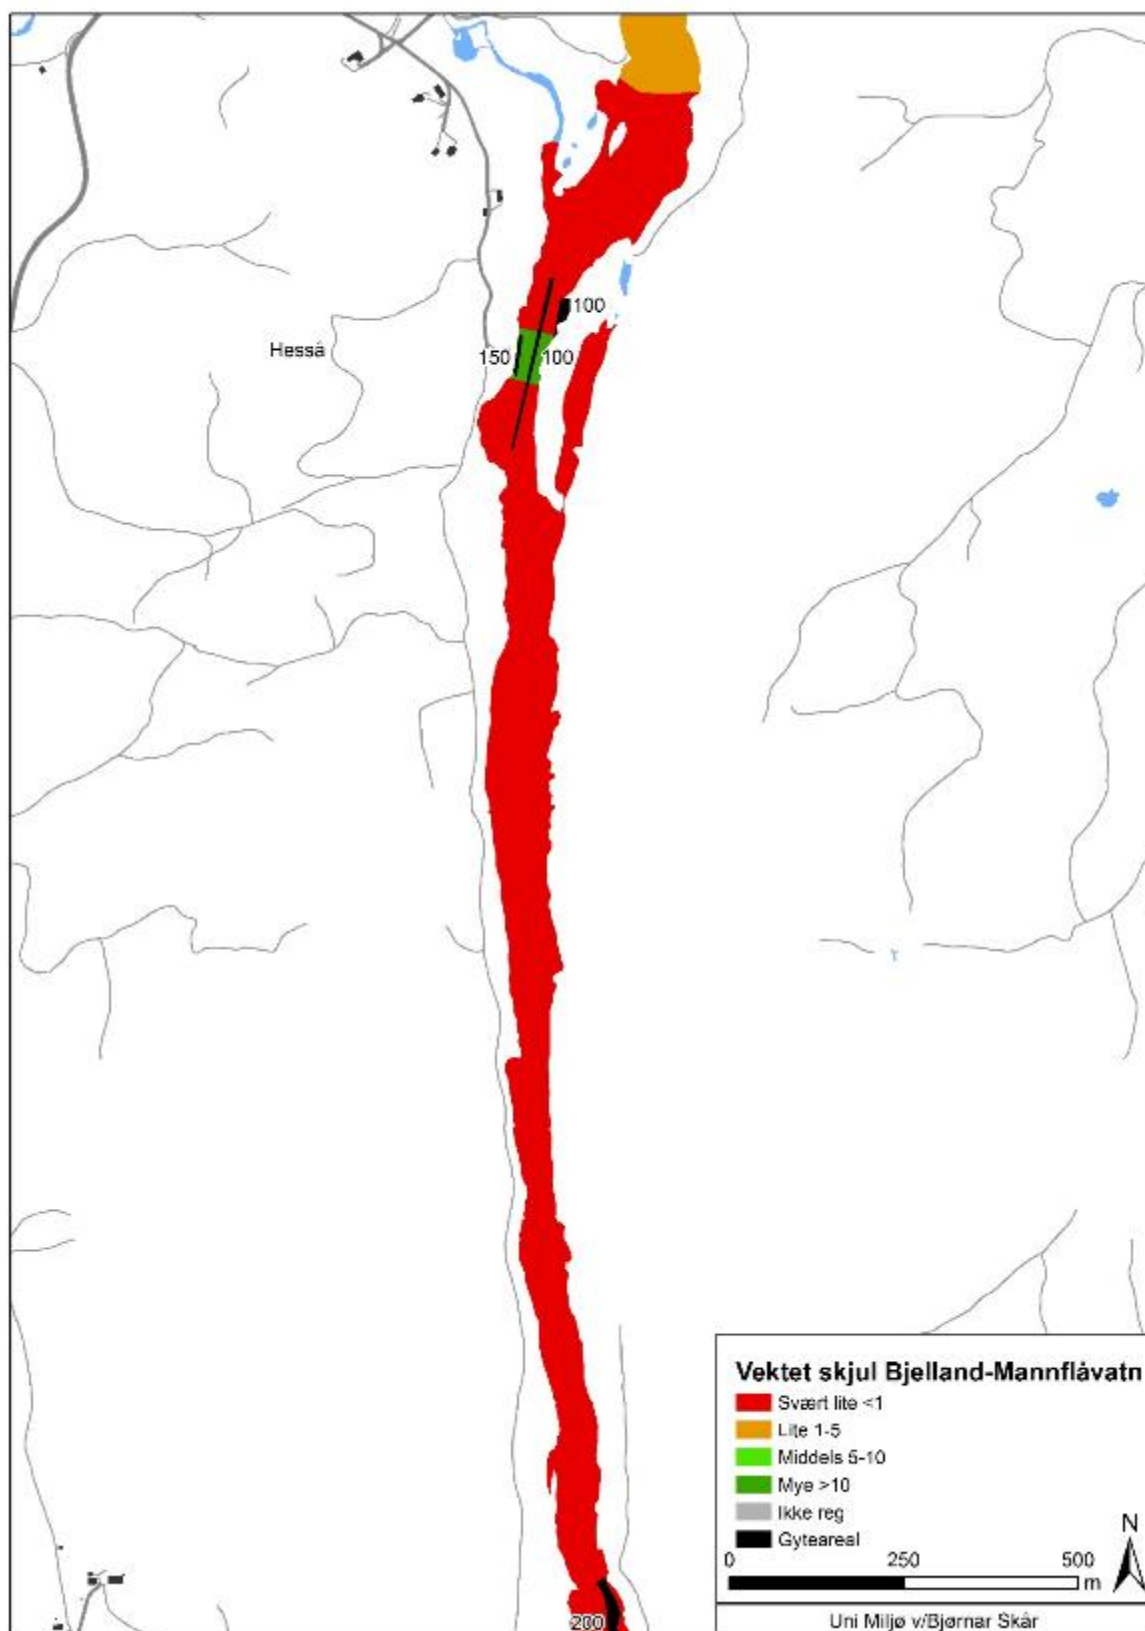 100
Hesså
150
100
Vektet skjul Bjelland-Mannflåvatn
Svært lite <1
Lite 1-5
Middels 5-10
Mye >10
Ikke reg
Gyteareal
N
0 250 500
m
200
Uni Miljø v/Bjørnar Skår